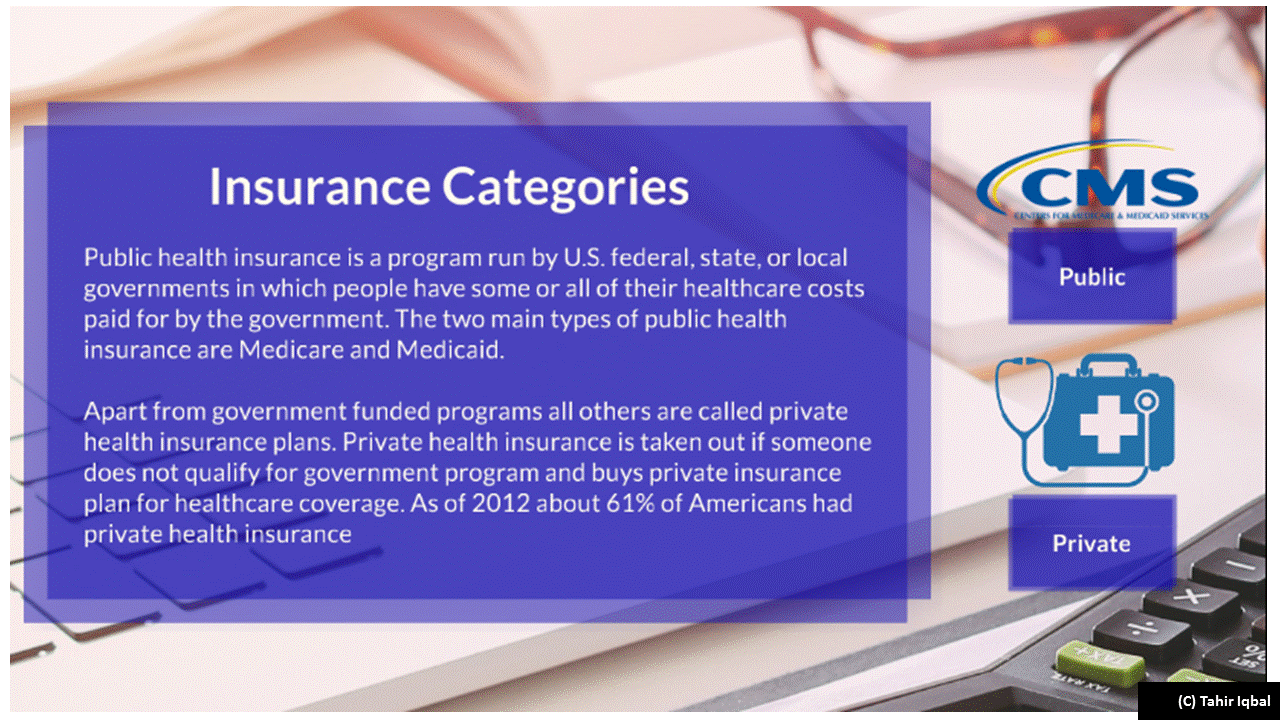 Insurance Categories
Public health insurance is a program run by U.S. federal, state, or local
governments in which people have some or all of their healthcare costs
paid for by the government. The two main types of public health
insurance are Medicare and Medicaid.
Apart from government funded programs all others are called private
health insurance plans. Private health insurance is taken out if someone
does not qualify for government program and buys private insurance
plan for healthcare coverage. As of 2012 about 61% of Americans had
private health insurance
CMS
CENTERS FOR MEDICARE & MEDICAID SERVICES
Public
Private
TAX+
TAX RATE
SET
%
(C) Tahir Iqbal